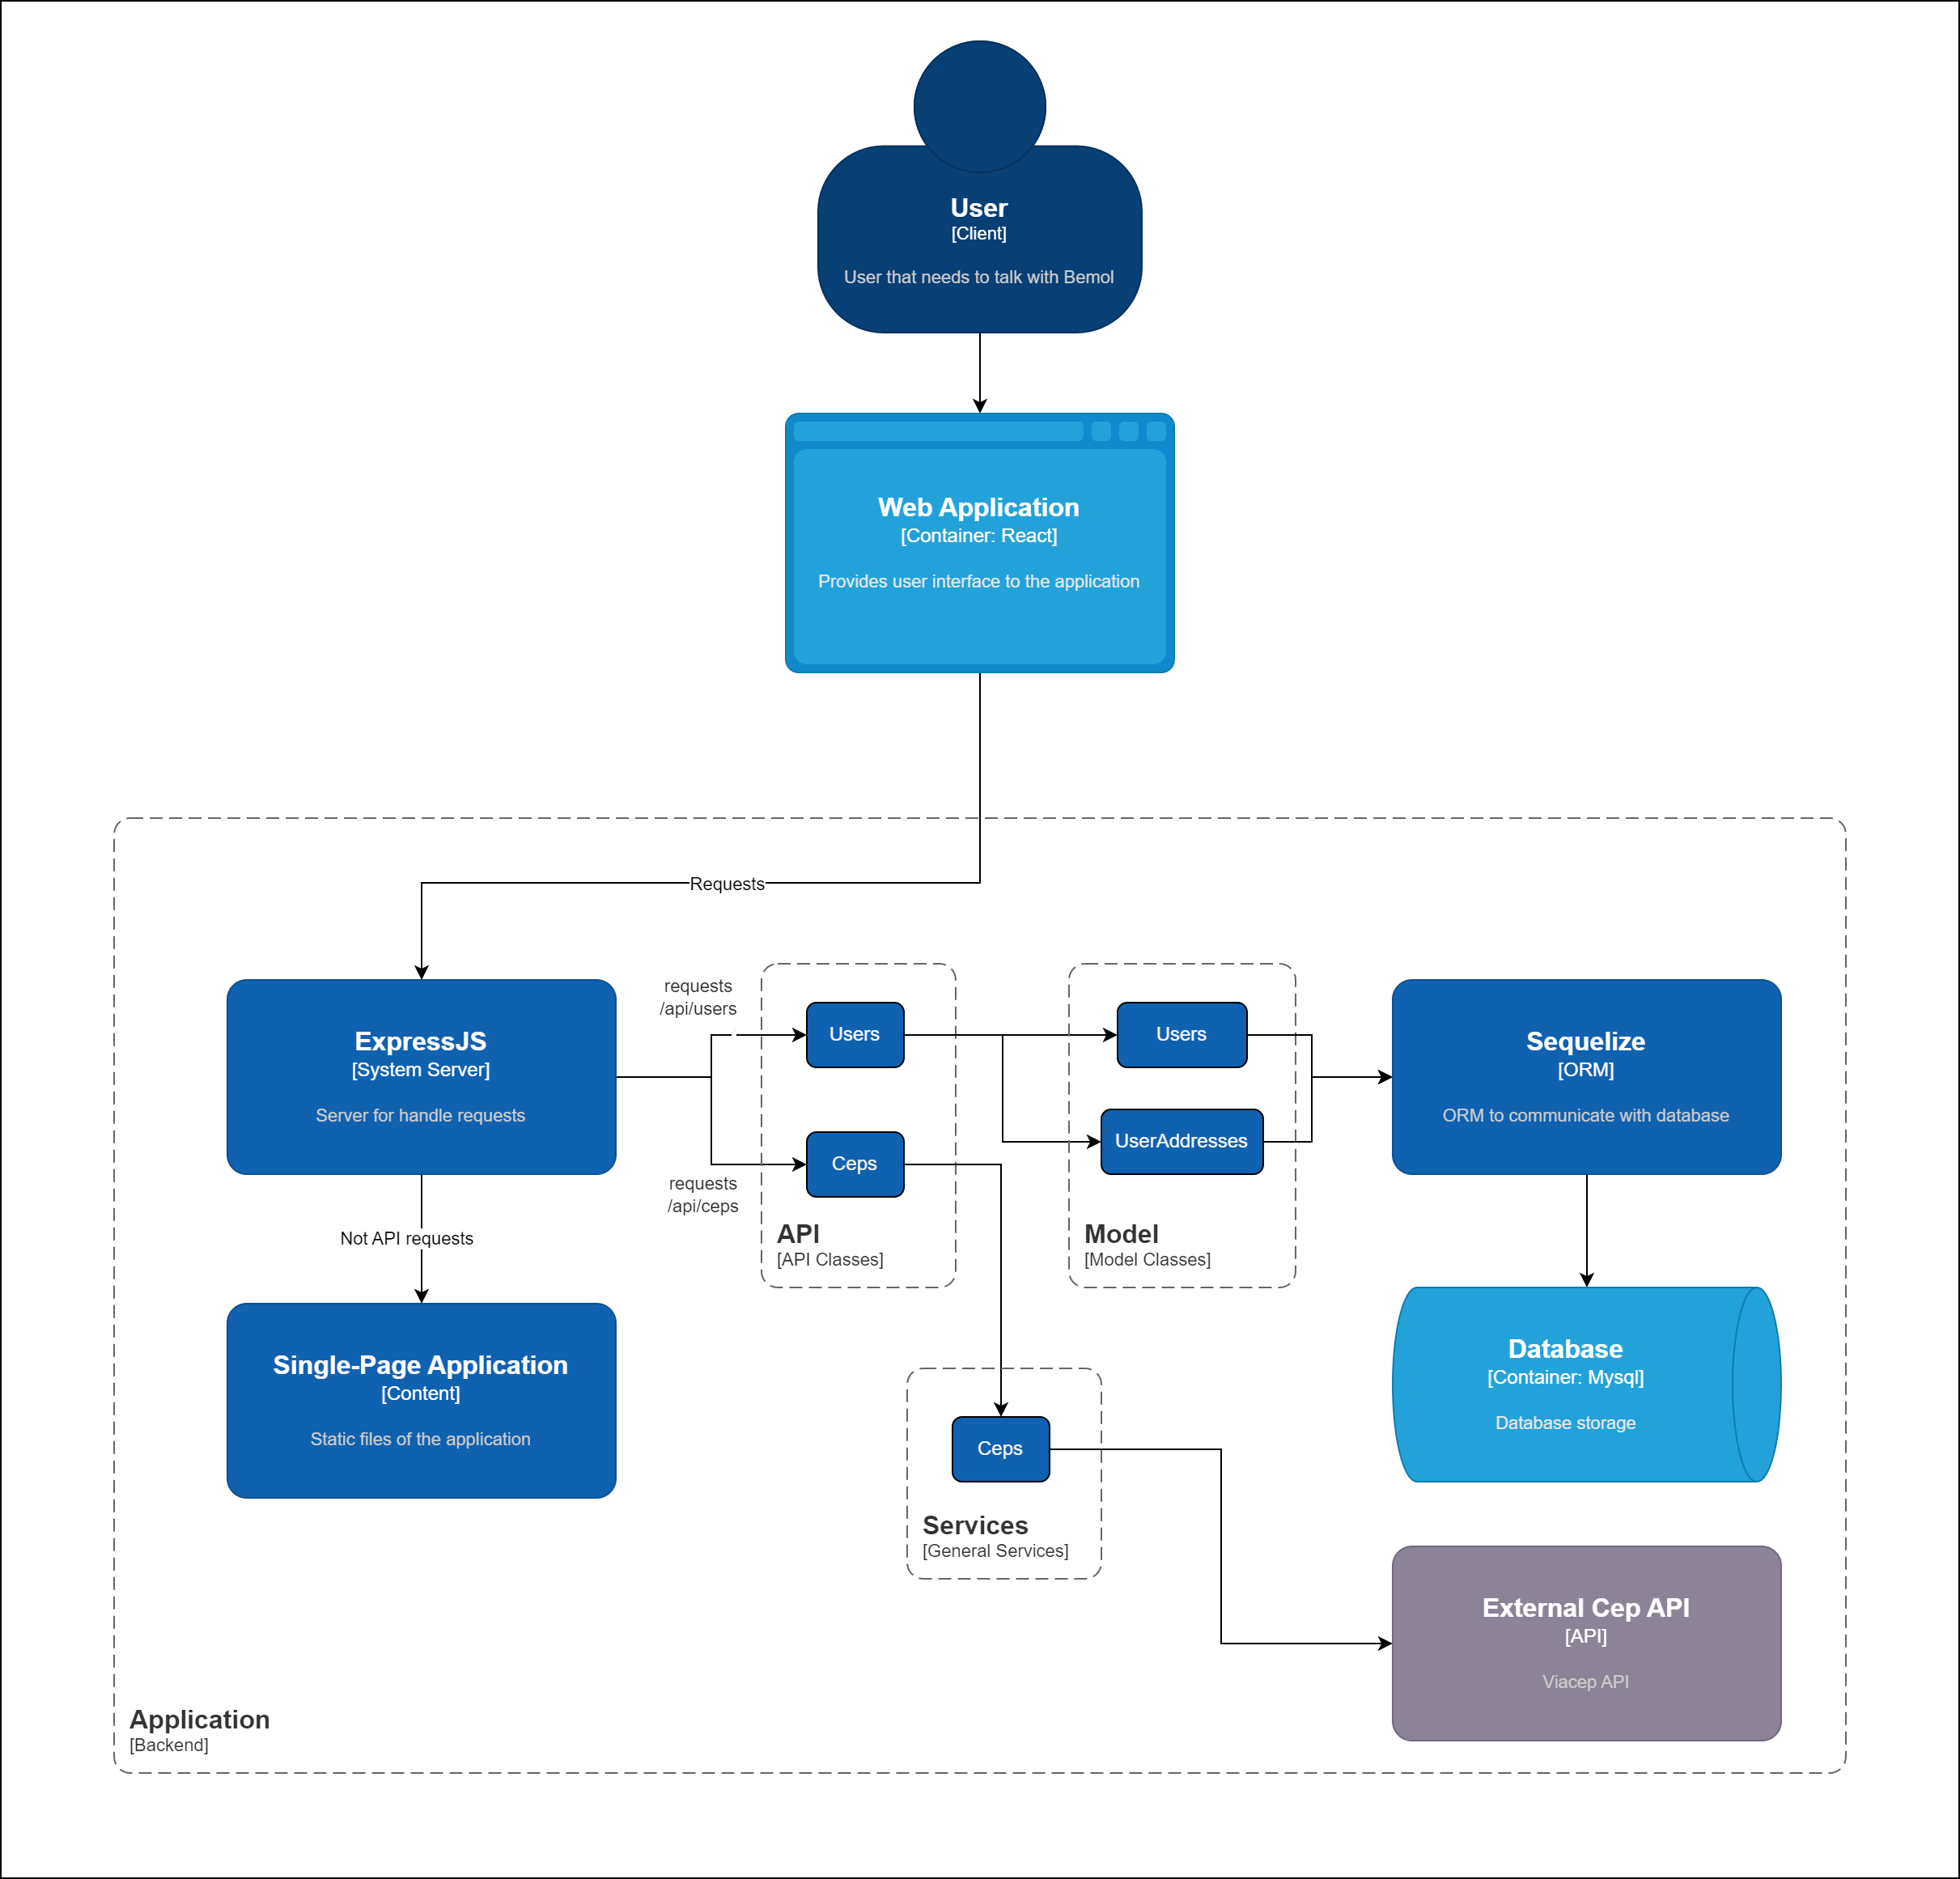 User
[Client]
User that needs to talk with Bemol
Web Application
[Container: React]
Provides user interface to the application
Requests
ExpressJS
[System Server]
Server for handle requests
requests
/api/users
requests
/api/ceps
Users
Ceps
API
[API Classes]
Users
UserAddresses
Model
[Model Classes]
Sequelize
[ORM]
ORM to communicate with database
Not API requests
Single-Page Application
[Content]
Static files of the application
Ceps
Services
[General Services]
Database
[Container: Mysql]
Database storage
External Cep API
[API]
Viacep API
Application
[Backend]